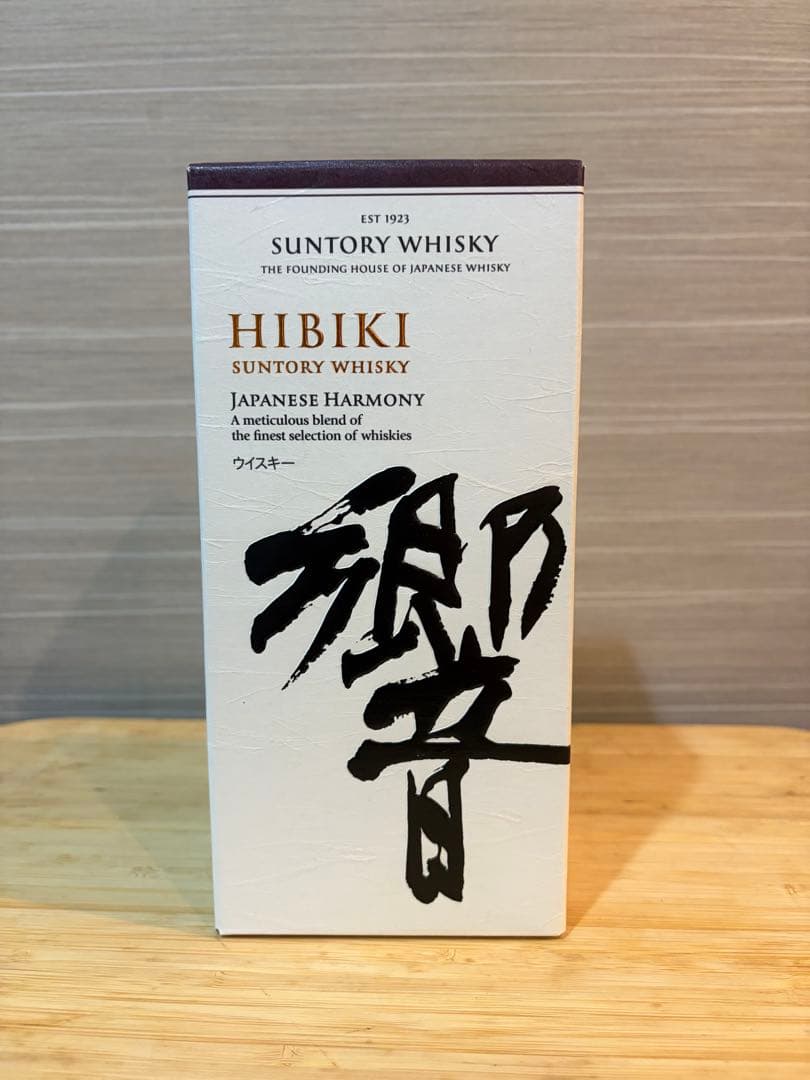 EST 1923
SUNTORY WHISKY
THE FOUNDING HOUSE OF JAPANESE WHISKY
HIBIKI
SUNTORY WHISKY
JAPANESE HARMONY
A meticulous blend of
the finest selection of whiskies
ウイスキー
響